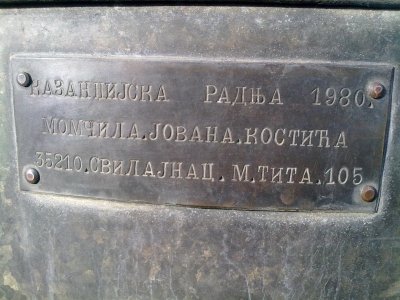 КАЗАНЏИЈСКА РАДЊА 1980.
МОМЧИЛА.ЈОВАНА.КОСТИЋА
35210.СВИЛАЈНАЦ.М.ТИТА.105